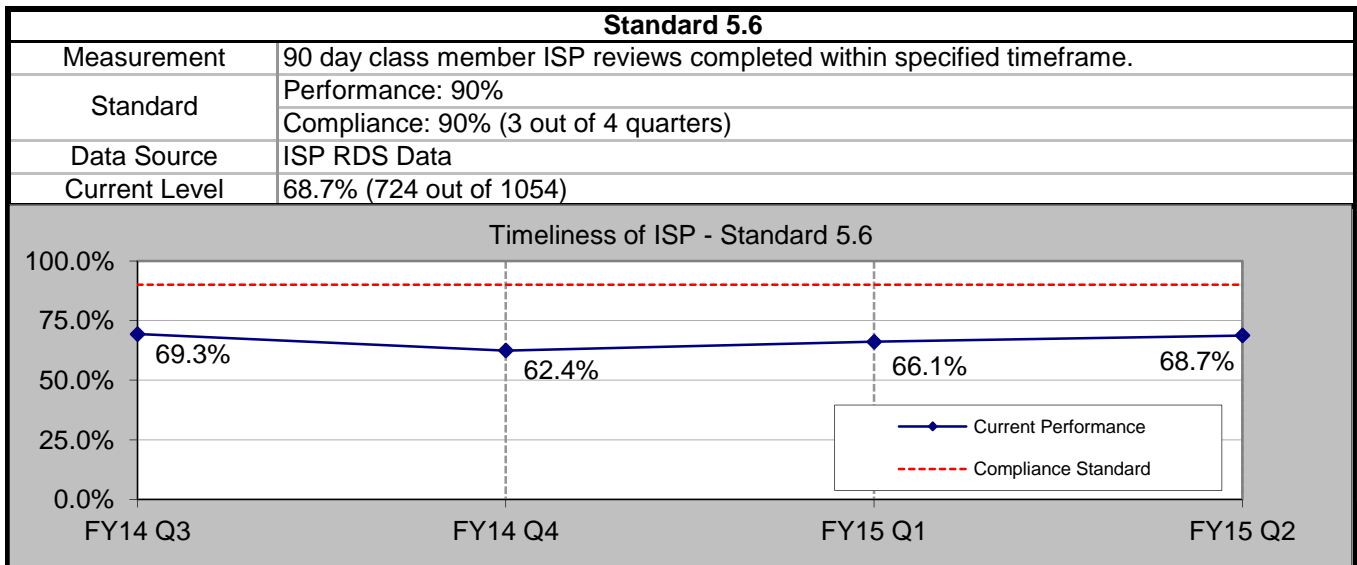 Standard 5.6
Measurement 90 day class member ISP reviews completed within specified timeframe.
Standard
Performance: 90%
Compliance: 90% (3 out of 4 quarters)
Data Source ISP RDS Data
Current Level 68.7% (724 out of 1054)
Timeliness of ISP - Standard 5.6
100.0%
75.0%
50.0%
25.0%
0.0%
69.3%
62.4%
66.1%
68.7%
Current Performance
Compliance Standard
FY14 Q3 FY14 Q4 FY15 Q1 FY15 Q2